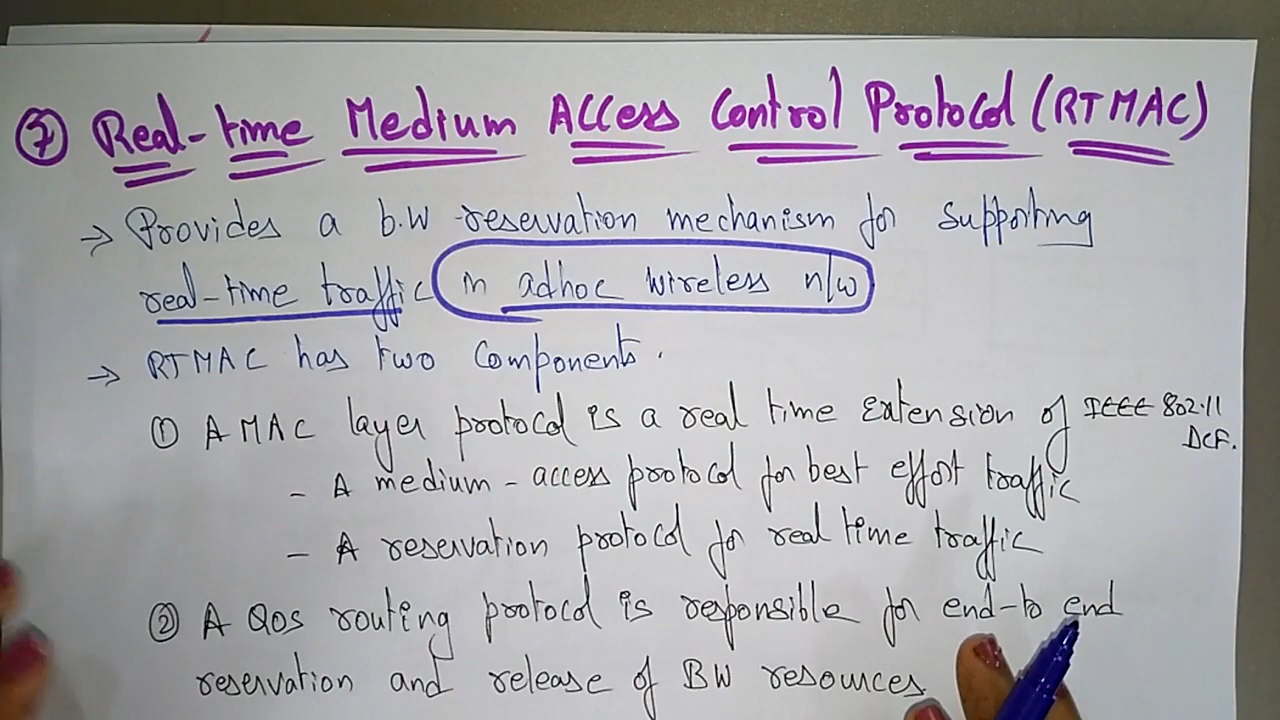 ⑦ Real-time Medium Access Control Protocol (RTMAC)
→ Provides a b.w reservation mechanism for supporting
real-time traffic in adhoc wireless n/w
→ RTMAC has two components.
① A MAC layer protocol is a real time extension of IEEE 802.11
DCF.
- A medium-access protocol for best effort traffic
- A reservation protocol for real time traffic
② A QoS routing protocol is responsible for end-to end
reservation and release of BW resources